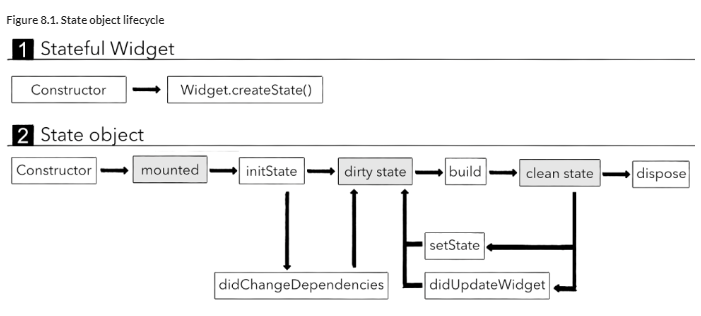 Figure 8.1. State object lifecycle
1 Stateful Widget
Constructor
Widget.createState()
2 State object
Constructor
mounted
initState
dirty state
build
clean state
dispose
setState
didChangeDependencies
didUpdateWidget